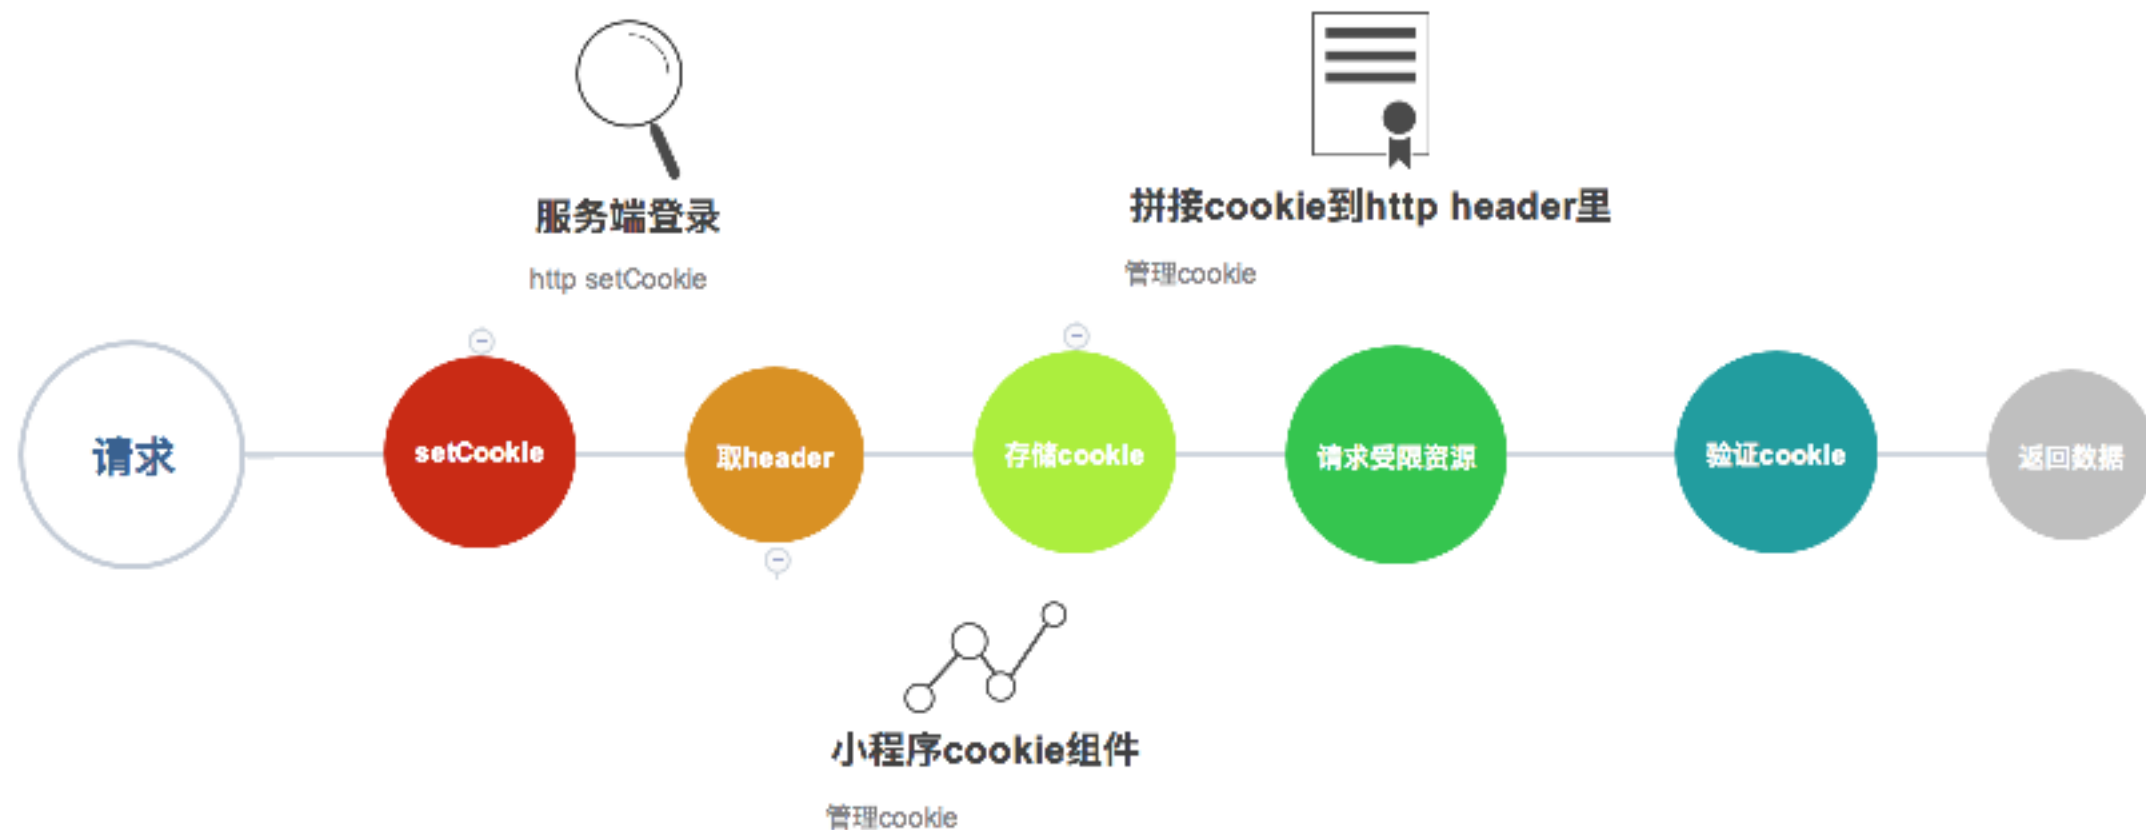 服务端登录
http setCookie
拼接cookie到http header里
管理cookie
请求
setCookie
取header
存储cookie
请求受限资源
验证cookie
返回数据
小程序cookie组件
管理cookie